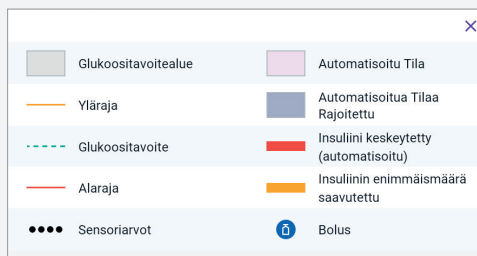 Glukoositavoitealue
Automatisoitu Tila
Yläraja
Automatisoitua Tilaa
Rajoitettu
Glukoositavoite
Insuliini keskeytetty
(automatisoitu)
Alaraja
Insuliinin enimmäismäärä
saavutettu
Sensoriarvot
Bolus